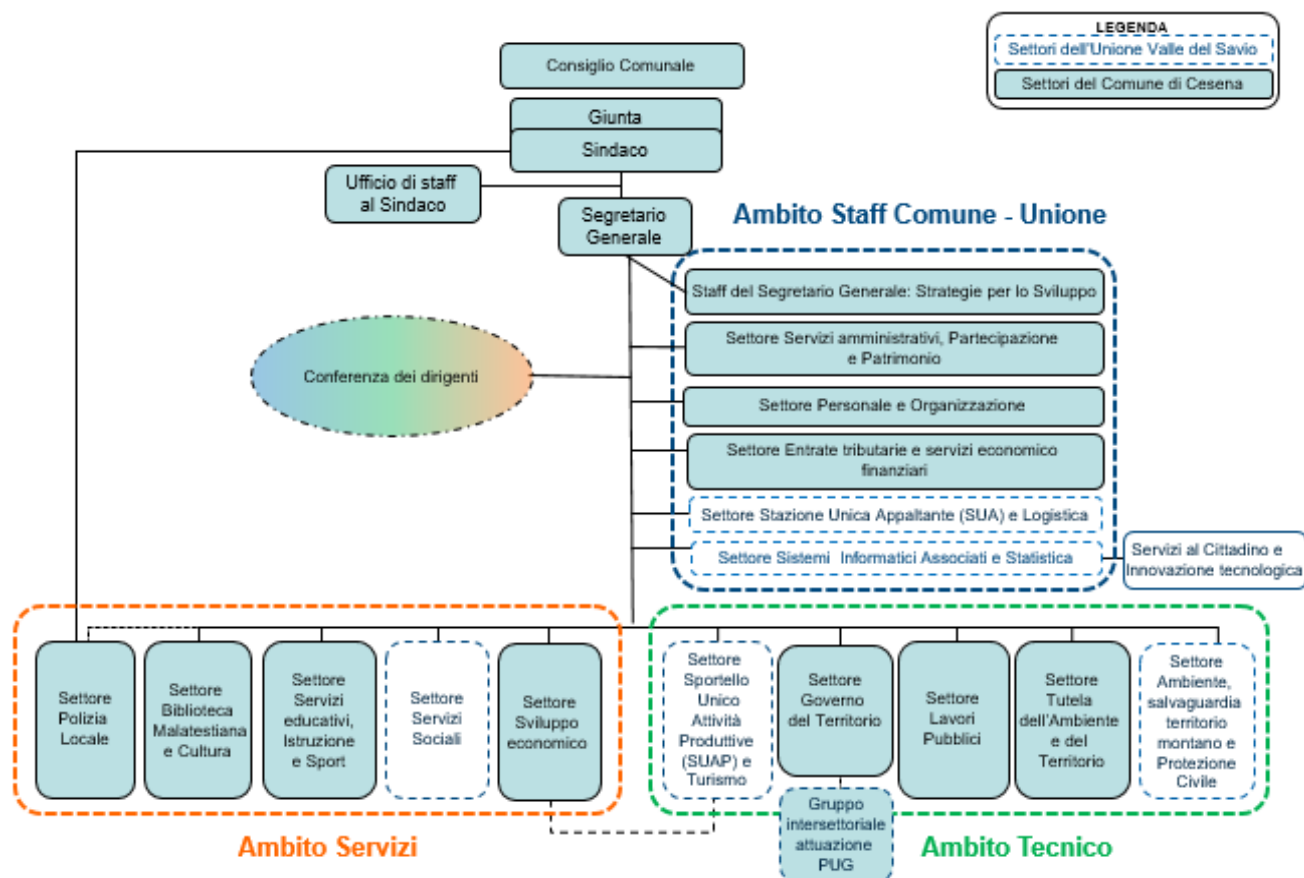 LEGENDA
Settori dell'Unione Valle del Savio
Settori del Comune di Cesena
Consiglio Comunale
Giunta
Sindaco
Ufficio di staff
al Sindaco
Segretario
Generale
Ambito Staff Comune - Unione
Staff del Segretario Generale: Strategie per lo Sviluppo
Settore Servizi amministrativi, Partecipazione
e Patrimonio
Conferenza dei dirigenti
Settore Personale e Organizzazione
Settore Entrate tributarie e servizi economico
finanziari
Settore Stazione Unica Appaltante (SUA) e Logistica
Settore Sistemi Informatici Associati e Statistica
Servizi al Cittadino e
Innovazione tecnologica
Settore
Polizia
Locale
Settore
Biblioteca
Malatestiana
e Cultura
Settore
Servizi
educativi,
Istruzione
e Sport
Settore
Servizi
Sociali
Settore
Sviluppo
economico
Settore
Sportello
Unico
Attività
Produttive
(SUAP) e
Turismo
Settore
Governo
del Territorio
Settore
Lavori
Pubblici
Settore
Tutela
dell'Ambiente
e del
Territorio
Settore
Ambiente,
salvaguardia
territorio
montano e
Protezione
Civile
Gruppo
intersettoriale
attuazione
PUG
Ambito Servizi
Ambito Tecnico